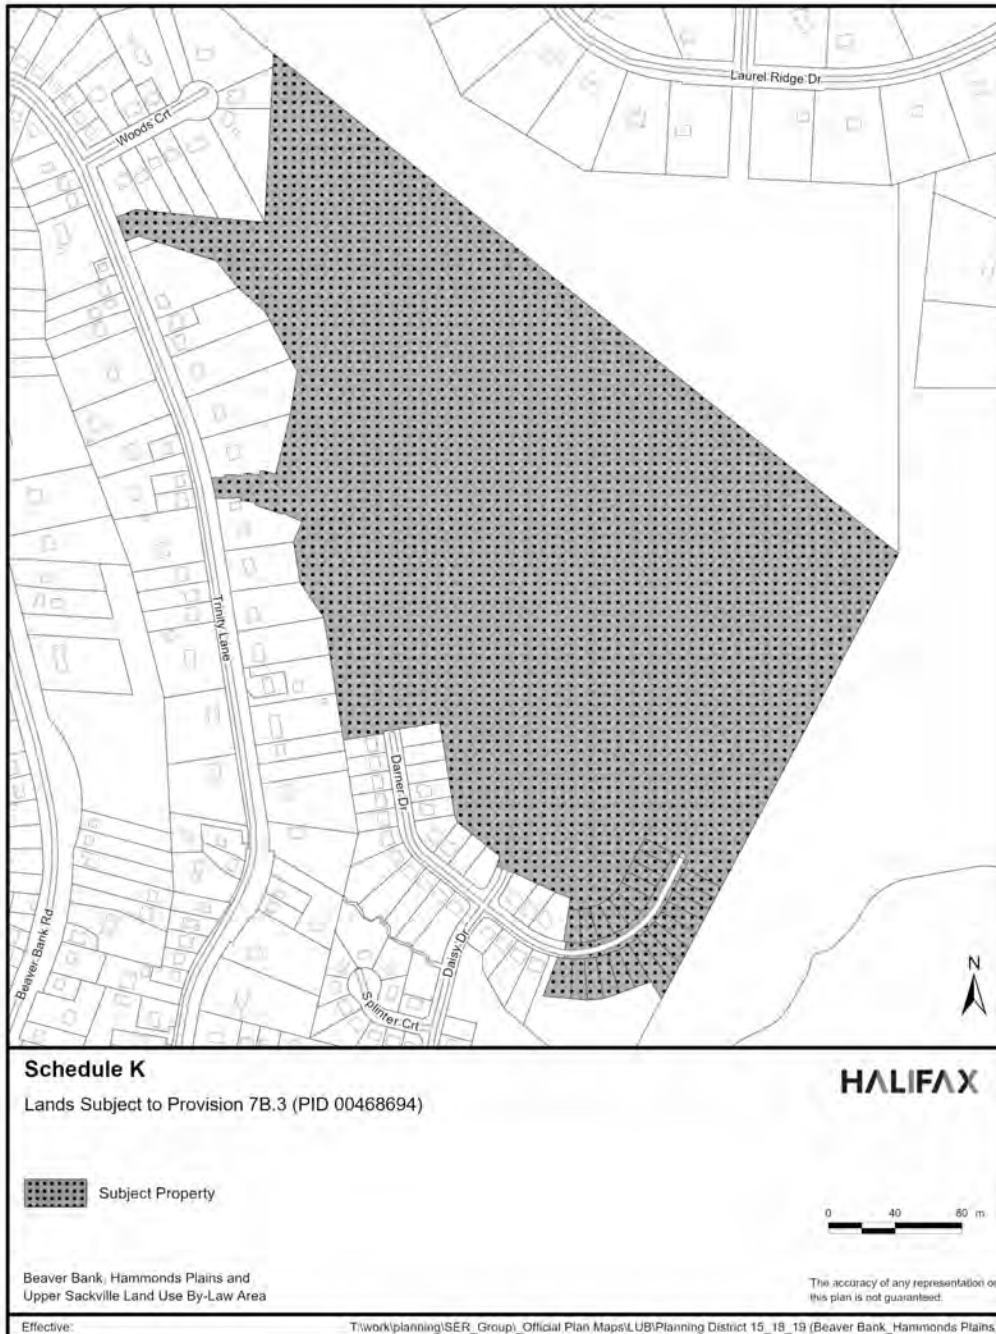 Laurel Ridge Dr
Woods Crt
Trinity Lane
Darner Dr
Beaver Bank Rd
Daisy Dr
Splinter Crt
N
Schedule K
HALIFAX
Lands Subject to Provision 7B.3 (PID 00468694)
Subject Property
0 40 80 m
Beaver Bank, Hammonds Plains and
Upper Sackville Land Use By-Law Area
The accuracy of any representation on
this plan is not guaranteed.
Effective:
T:\work\planning\SER_Group\_Official Plan Maps\LUB\Planning District 15_18_19 (Beaver Bank_Hammonds Plains